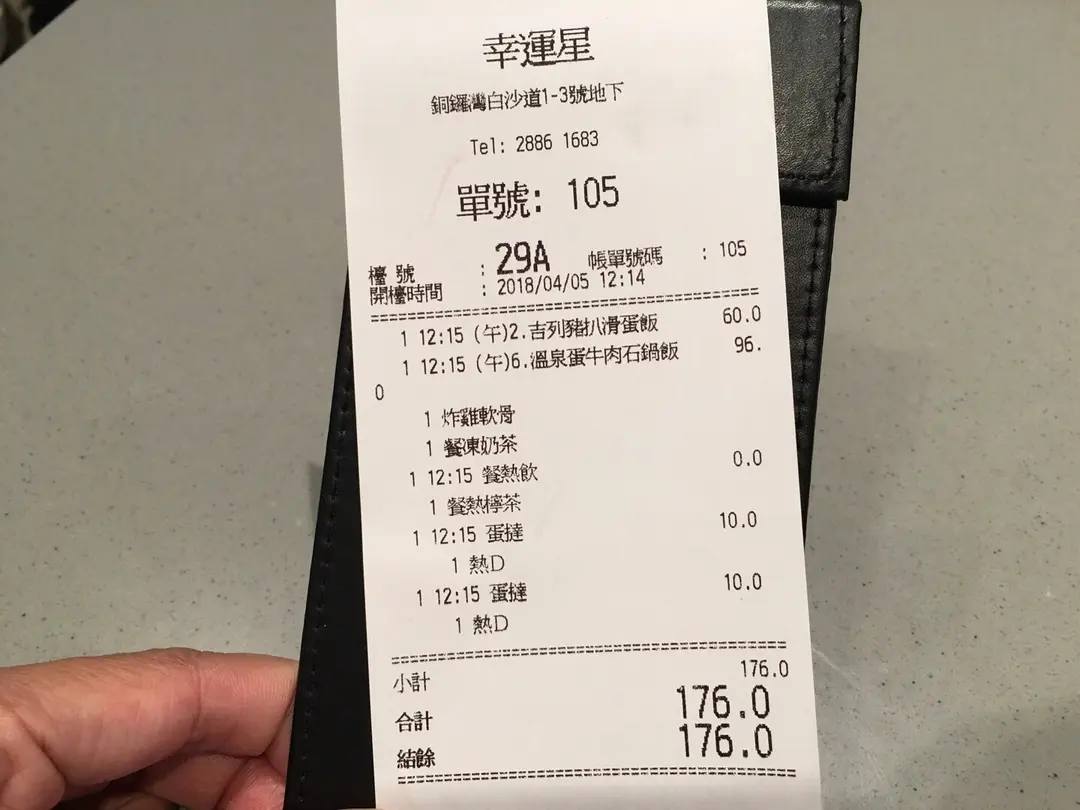 幸運星
銅鑼灣白沙道1-3號地下
Tel: 2886 1683
單號: 105
檯 號 : 29A 帳單號碼 : 105
開檯時間 : 2018/04/05 12:14
1 12:15 (午)2.吉列豬扒滑蛋飯 60.0
1 12:15 (午)6.溫泉蛋牛肉石鍋飯 96.
0
1 炸雞軟骨
1 餐凍奶茶
1 12:15 餐熱飲 0.0
1 餐熱檸茶
1 12:15 蛋撻 10.0
1 熱D
1 12:15 蛋撻 10.0
1 熱D
小計 176.0
合計 176.0
結餘 176.0